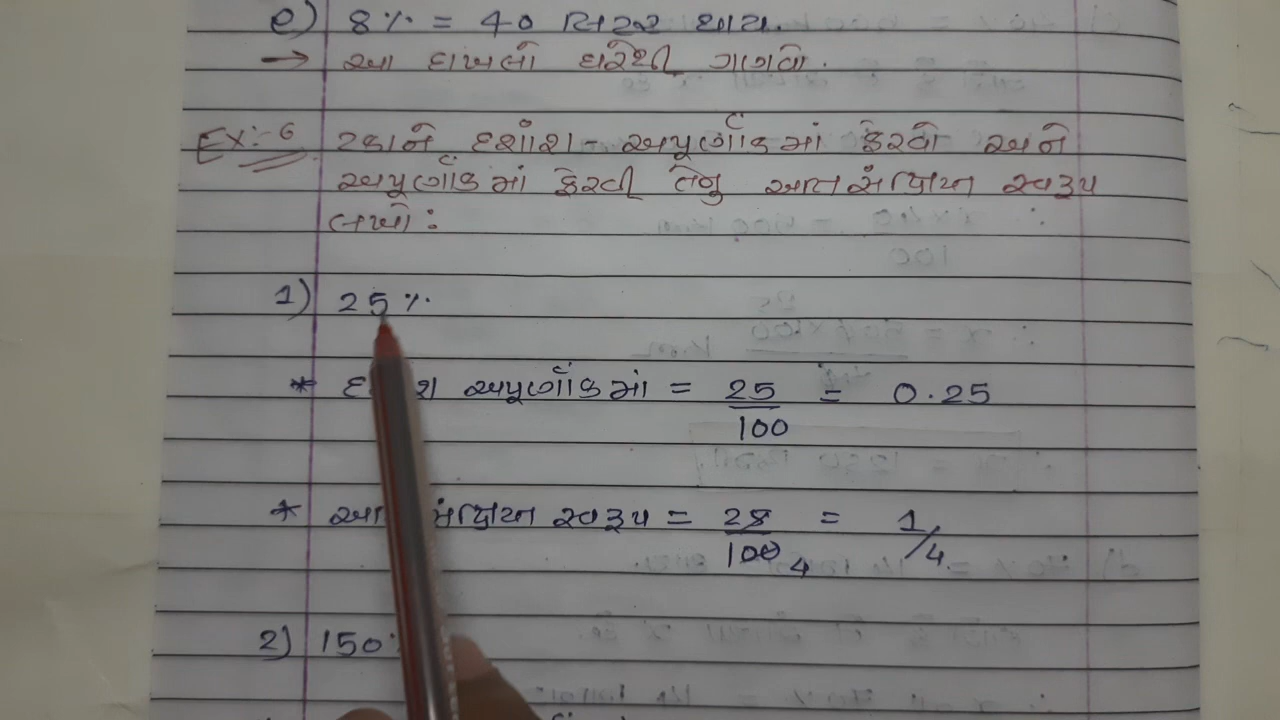 e) 8% = 40 લિટર થાય.
→ આ દાખલો ઘરેથી ગણવો.
Ex:- 6 ટકાને દશાંશ - અપૂર્ણાંકમાં ફેરવો અને
અપૂર્ણાંકમાં ફેરવી તેનુ અતિસંક્ષિપ્ત સ્વરૂપ
લખો:
1) 25%
* અપૂર્ણાંકમાં = 25/100 = 0.25
* સંક્ષિપ્ત સ્વરૂપ = 25/100 4 = 1/4
2) 150%